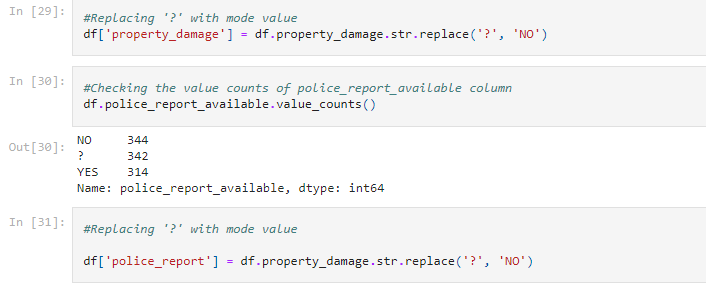 In [29]:
#Replacing '?' with mode value
df['property_damage'] = df.property_damage.str.replace('?', 'NO')
In [30]:
#Checking the value counts of police_report_available column
df.police_report_available.value_counts()
Out[30]:
NO     344
?      342
YES    314
Name: police_report_available, dtype: int64
In [31]:
#Replacing '?' with mode value
df['police_report'] = df.property_damage.str.replace('?', 'NO')